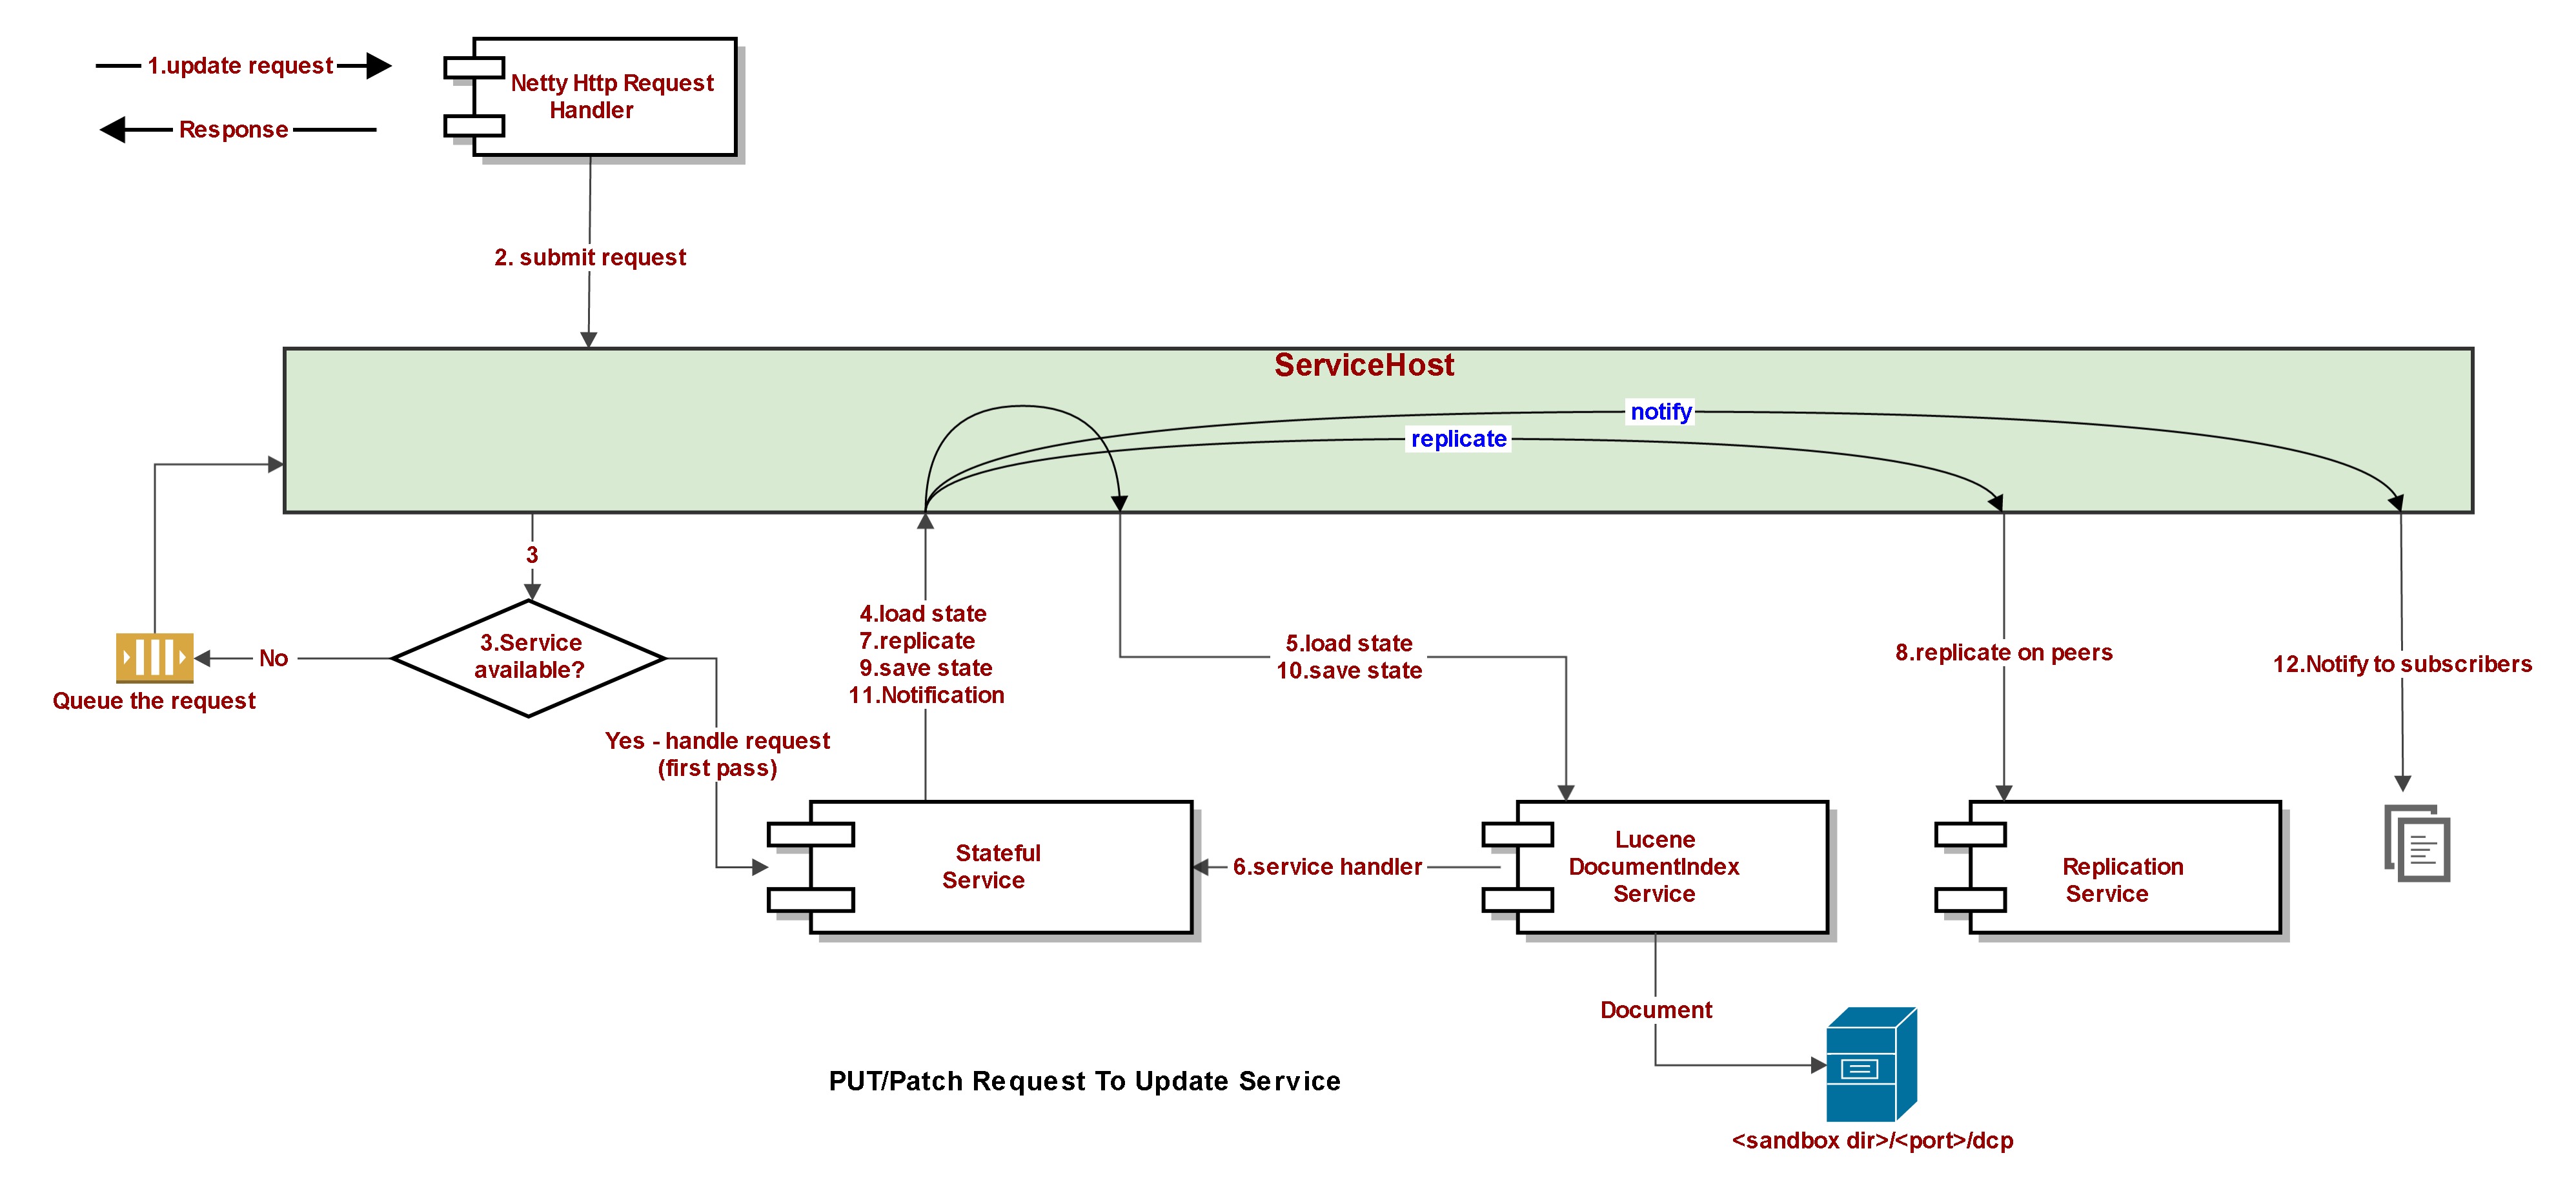 1.update request
Response
Netty Http Request
Handler
2. submit request
ServiceHost
notify
replicate
3
3.Service
available?
No
Queue the request
Yes - handle request
(first pass)
4.load state
7.replicate
9.save state
11.Notification
5.load state
10.save state
8.replicate on peers
12.Notify to subscribers
Stateful
Service
6.service handler
Lucene
DocumentIndex
Service
Replication
Service
Document
PUT/Patch Request To Update Service
<sandbox dir>/<port>/dcp